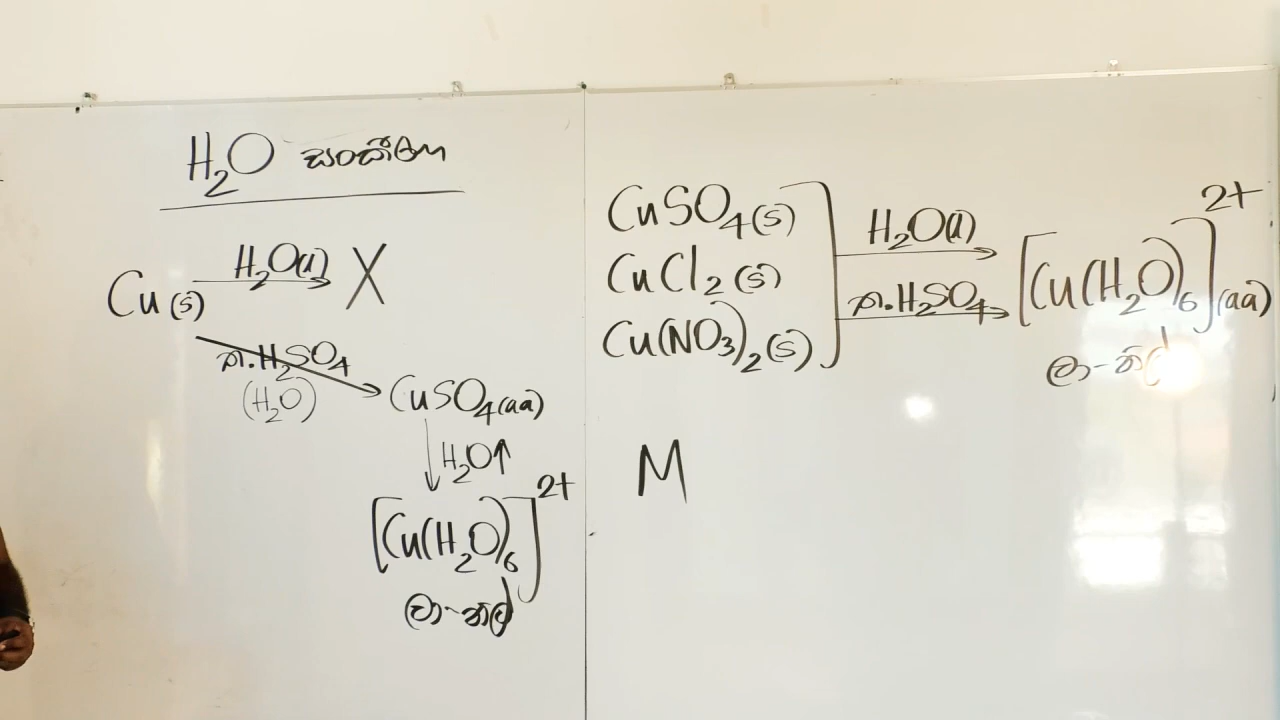 H₂O සංකීර්ණ
Cu(s) H₂O(l) → X
ත.H₂SO₄
(H₂O) → CuSO₄(aq)
↓ H₂O↑
[Cu(H₂O)₆]²⁺
ලා-නිල්
CuSO₄(s)
CuCl₂(s)
Cu(NO₃)₂(s)
H₂O(l) →
ත.H₂SO₄ →
[Cu(H₂O)₆]²⁺(aq)
ලා-නිල්
M